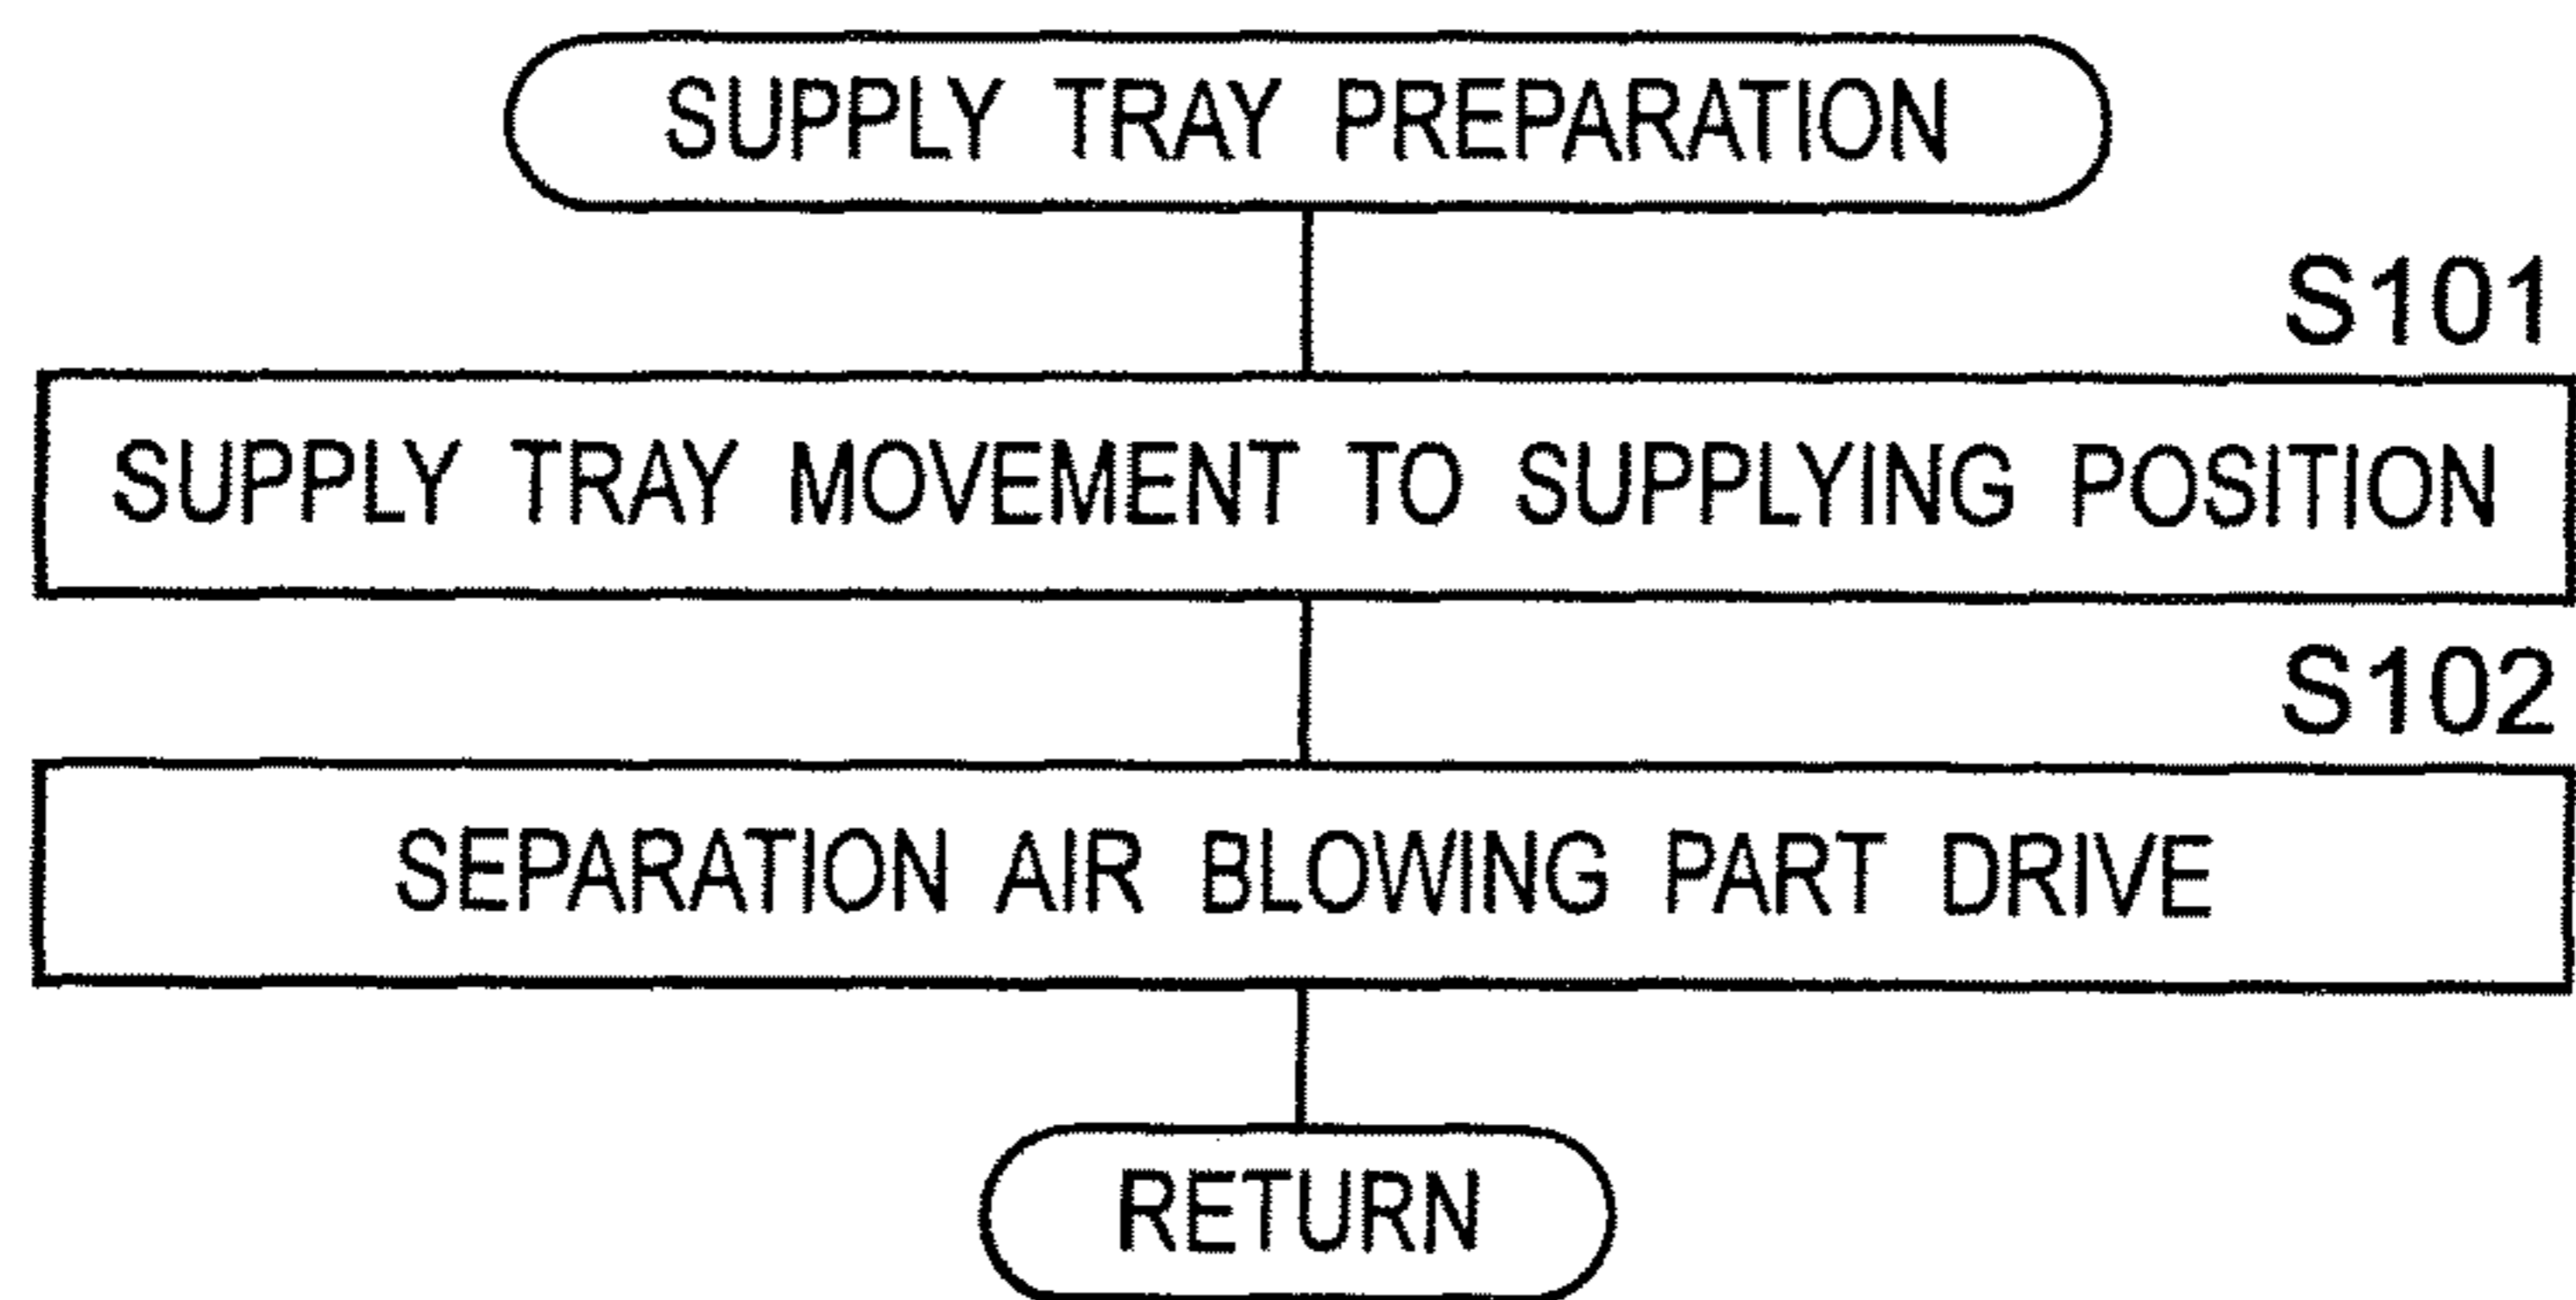 SUPPLY TRAY PREPARATION
S101
SUPPLY TRAY MOVEMENT TO SUPPLYING POSITION
S102
SEPARATION AIR BLOWING PART DRIVE
RETURN